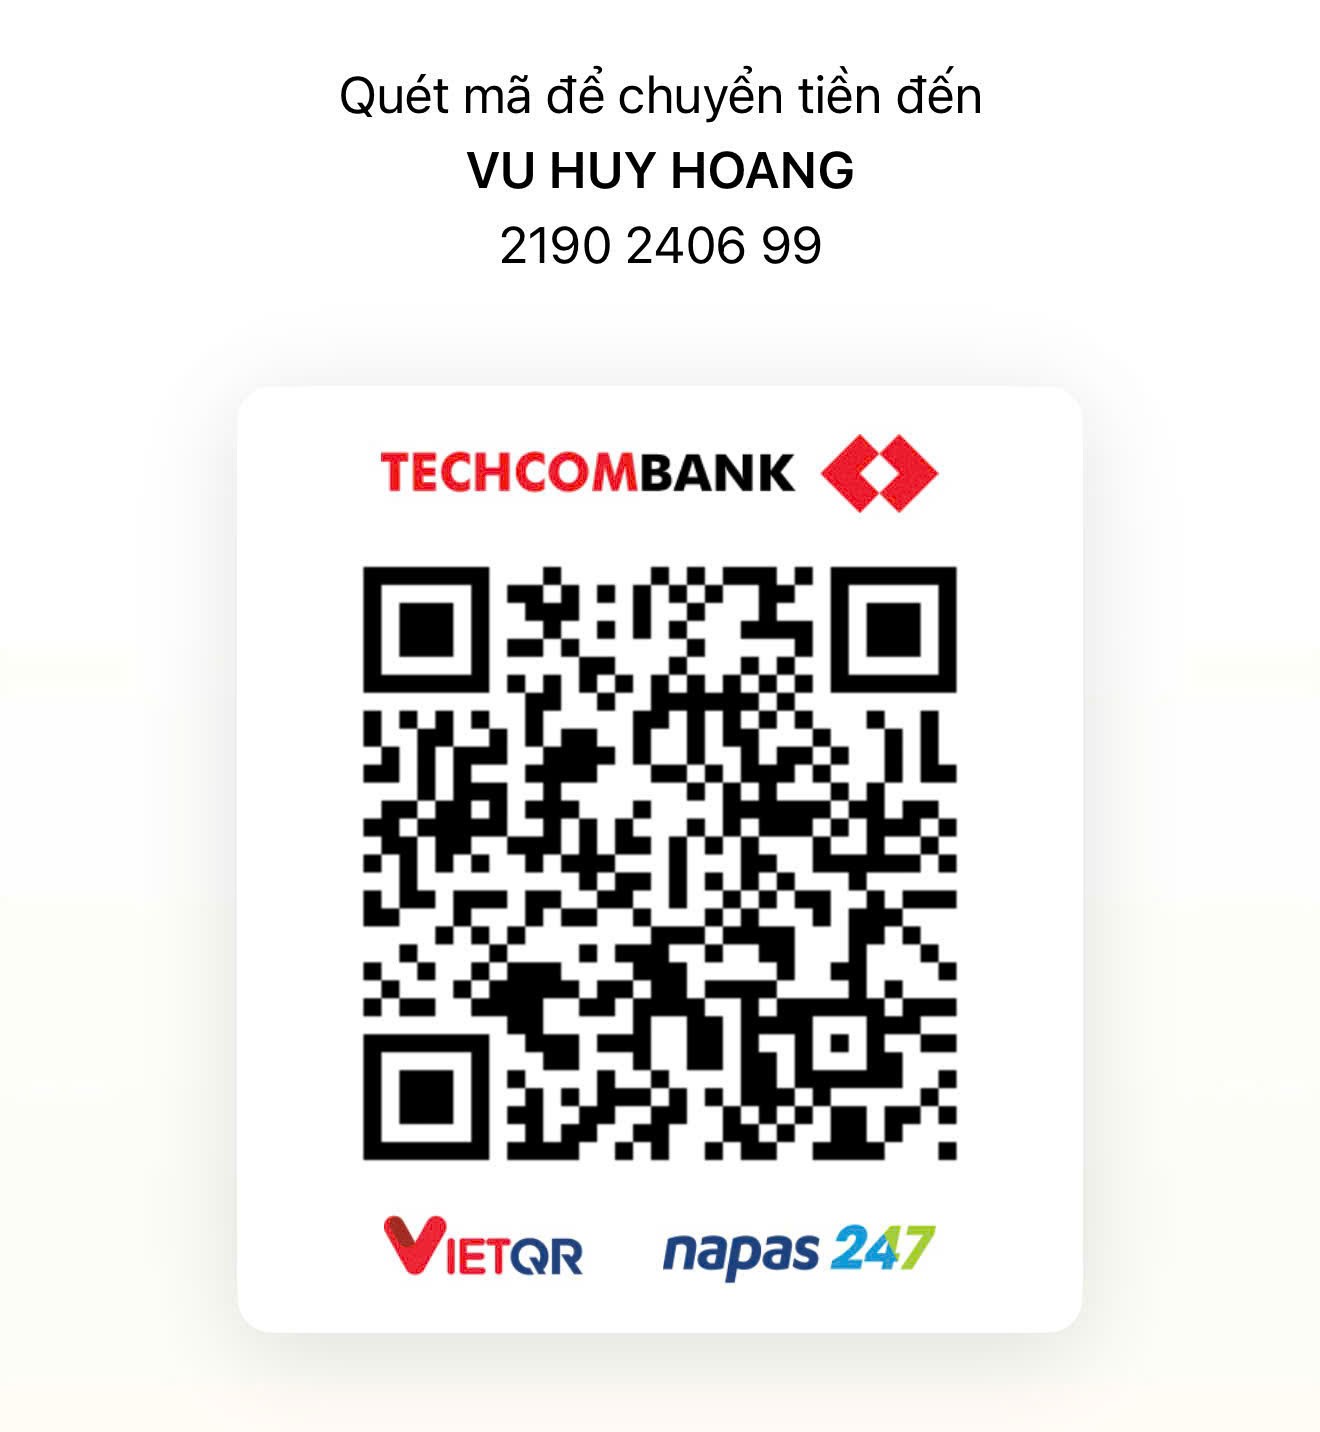 Quét mã để chuyển tiền đến
VU HUY HOANG
2190 2406 99
TECHCOMBANK
VIETQR
napas 247